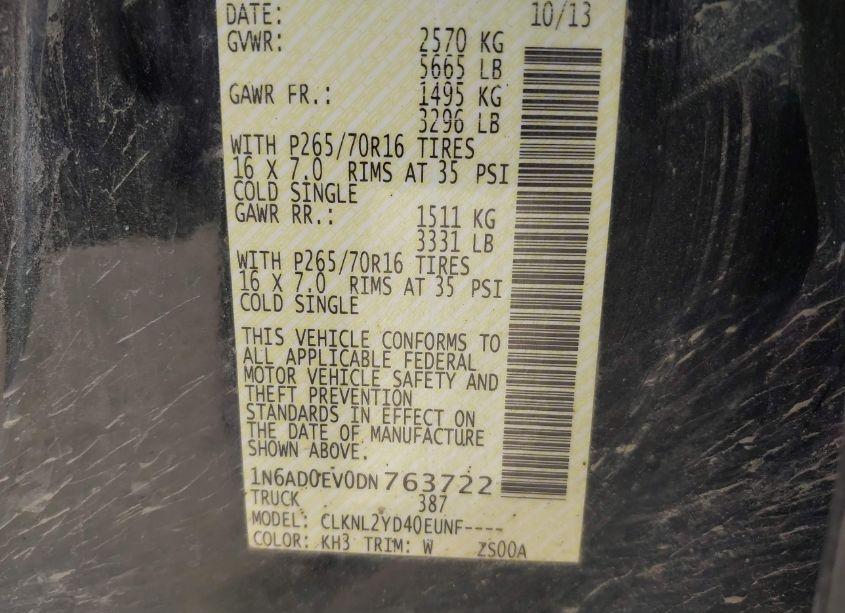 DATE: 10/13
GVWR: 2570 KG
5665 LB
GAWR FR.: 1495 KG
3296 LB
WITH P265/70R16 TIRES
16 X 7.0 RIMS AT 35 PSI
COLD SINGLE
GAWR RR.: 1511 KG
3331 LB
WITH P265/70R16 TIRES
16 X 7.0 RIMS AT 35 PSI
COLD SINGLE
THIS VEHICLE CONFORMS TO
ALL APPLICABLE FEDERAL
MOTOR VEHICLE SAFETY AND
THEFT PREVENTION
STANDARDS IN EFFECT ON
THE DATE OF MANUFACTURE
SHOWN ABOVE.
1N6AD0EV0DN763722
TRUCK 387
MODEL: CLKNL2YD40EUNF----
COLOR: KH3 TRIM: W ZS00A